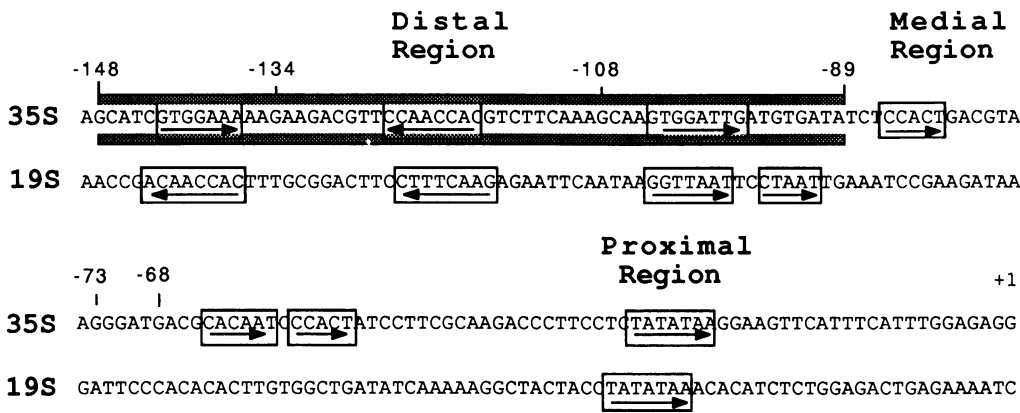 Distal Region
Medial Region
-148 -134 -108 -89
35S AGCATCGTGGAAAAAGAAGACGTTCCAACCACGTCTTCAAAGCAAGTGGATTGATGTGATATCTCCACTGACGTA
19S AACCGACAACCACTTTGCGGACTTCCTTTCAAGAGAATTCAATAAGGTTAATTCCTAATTGAAATCCGAAGATAA
Proximal Region
-73 -68 +1
35S AGGGATGACGCACAATCCCACTATCCTTCGCAAGACCCTTCCTCTATATAAGGAAGTTCATTTCATTTGGAGAGG
19S GATTCCCACACACTTGTGGCTGATATCAAAAAGGCTACTACCTATATAAACACATCTCTGGAGACTGAGAAAATC